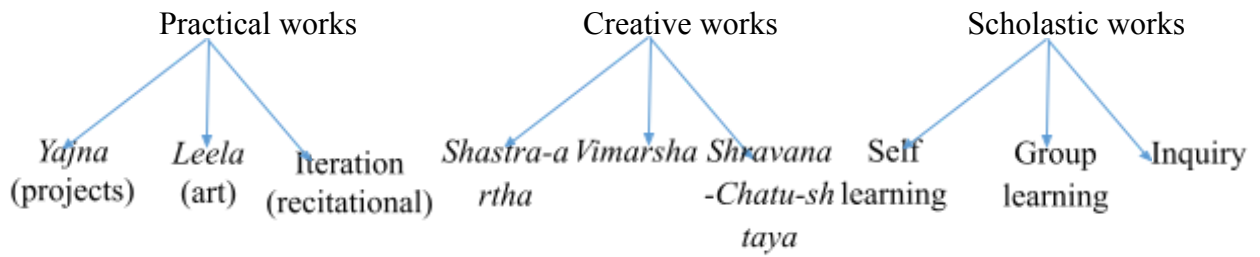 Practical works
Creative works
Scholastic works
Yajna
(projects)
Leela
(art)
Iteration
(recitational)
Shastra-a
rtha
Vimarsha
Shravana
-Chatu-sh
taya
Self
learning
Group
learning
Inquiry